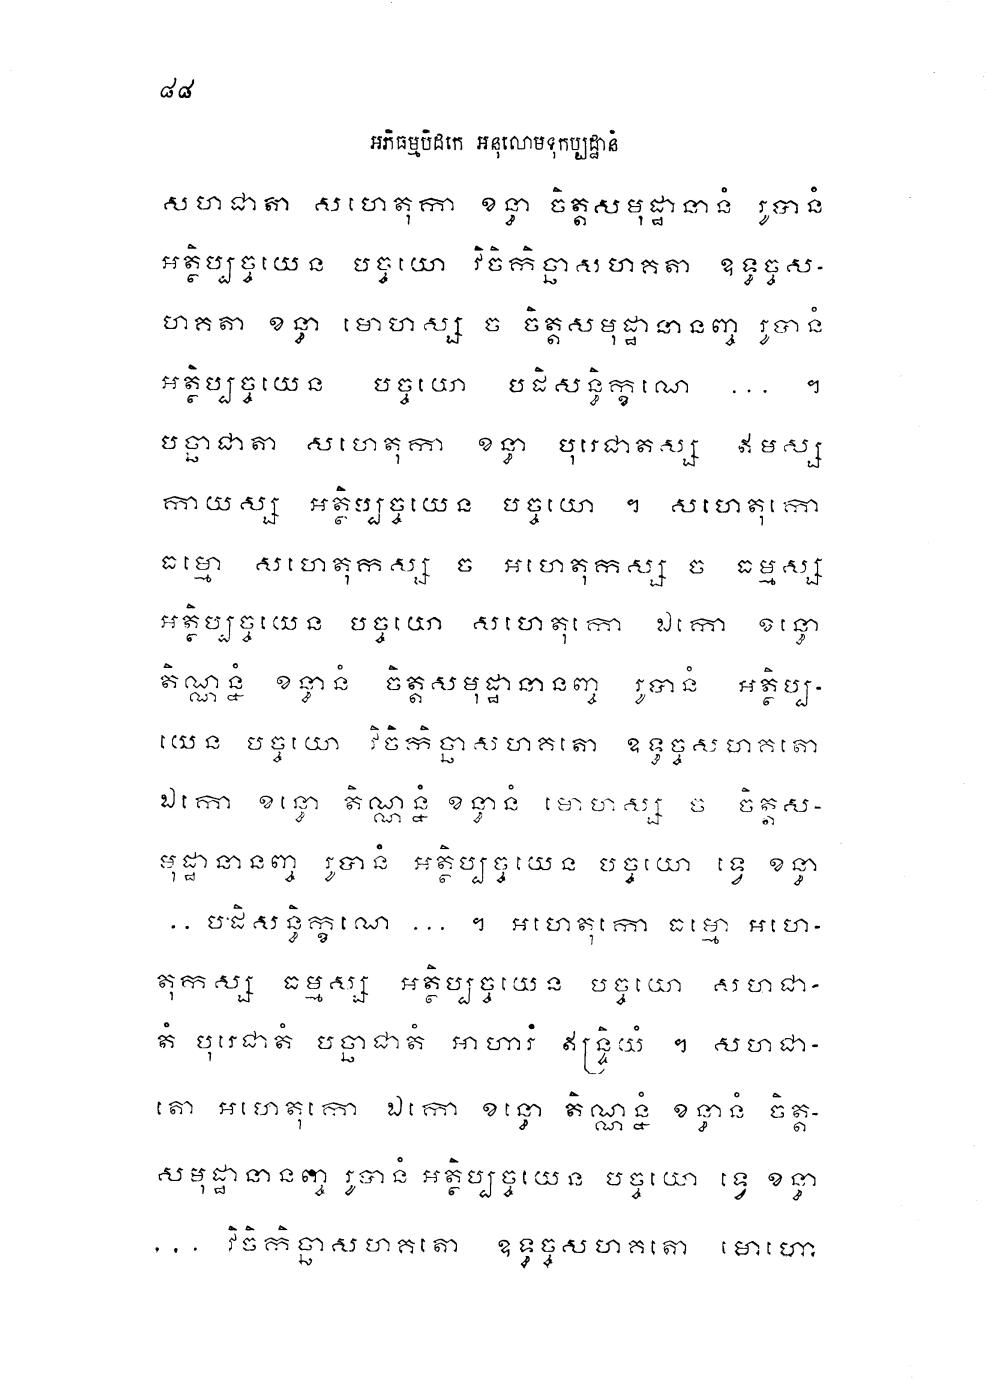 ៨៨
អភិធម្មបិដកេ អនុលោមទុកប្បដ្ឋានំ
សហជាតា សហេតុកា ខន្ធា ចិត្តសមុដ្ឋានានំ រូបានំ
អត្ថិប្បច្ចយេន បច្ចយោ វិចិកិច្ឆាសហគតា ឧទ្ធច្ចស-
ហគតា ខន្ធា មោហស្ស ច ចិត្តសមុដ្ឋានានញ្ច រូបានំ
អត្ថិប្បច្ចយេន បច្ចយោ បដិសន្ធិក្ខណេ ... ។
បច្ឆាជាតា សហេតុកា ខន្ធា បុរេជាតស្ស ឥមស្ស
កាយស្ស អត្ថិប្បច្ចយេន បច្ចយោ ។ សហេតុកោ
ធម្មោ សហេតុកស្ស ច អហេតុកស្ស ច ធម្មស្ស
អត្ថិប្បច្ចយេន បច្ចយោ សហេតុកោ ឯកោ ខន្ធោ
តិណ្ណន្នំ ខន្ធានំ ចិត្តសមុដ្ឋានានញ្ច រូបានំ អត្ថិប្ប-
យេន បច្ចយោ វិចិកិច្ឆាសហគតោ ឧទ្ធច្ចសហគតោ
ឯកោ ខន្ធោ តិណ្ណន្នំ ខន្ធានំ មោហស្ស ច ចិត្តស-
មុដ្ឋានានញ្ច រូបានំ អត្ថិប្បច្ចយេន បច្ចយោ ទ្វេ ខន្ធា
.. បដិសន្ធិក្ខណេ ... ។ អហេតុកោ ធម្មោ អហេ-
តុកស្ស ធម្មស្ស អត្ថិប្បច្ចយេន បច្ចយោ សហជា-
តំ បុរេជាតំ បច្ឆាជាតំ អាហារំ ឥន្ទ្រិយំ ។ សហជា-
តោ អហេតុកោ ឯកោ ខន្ធោ តិណ្ណន្នំ ខន្ធានំ ចិត្ត-
សមុដ្ឋានានញ្ច រូបានំ អត្ថិប្បច្ចយេន បច្ចយោ ទ្វេ ខន្ធា
... វិចិកិច្ឆាសហគតោ ឧទ្ធច្ចសហគតោ មោហោ